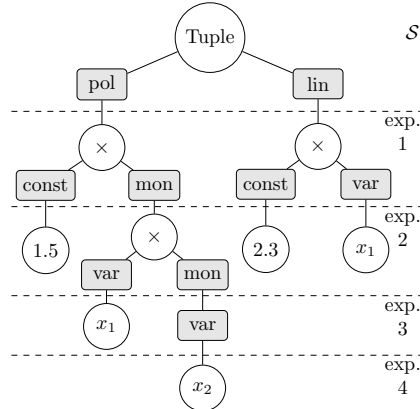 Tuple S
pol lin
exp.
× × 1
const mon const var
exp.
1.5 × 2.3 x₁ 2
var mon
exp.
x₁ var 3
exp.
x₂ 4